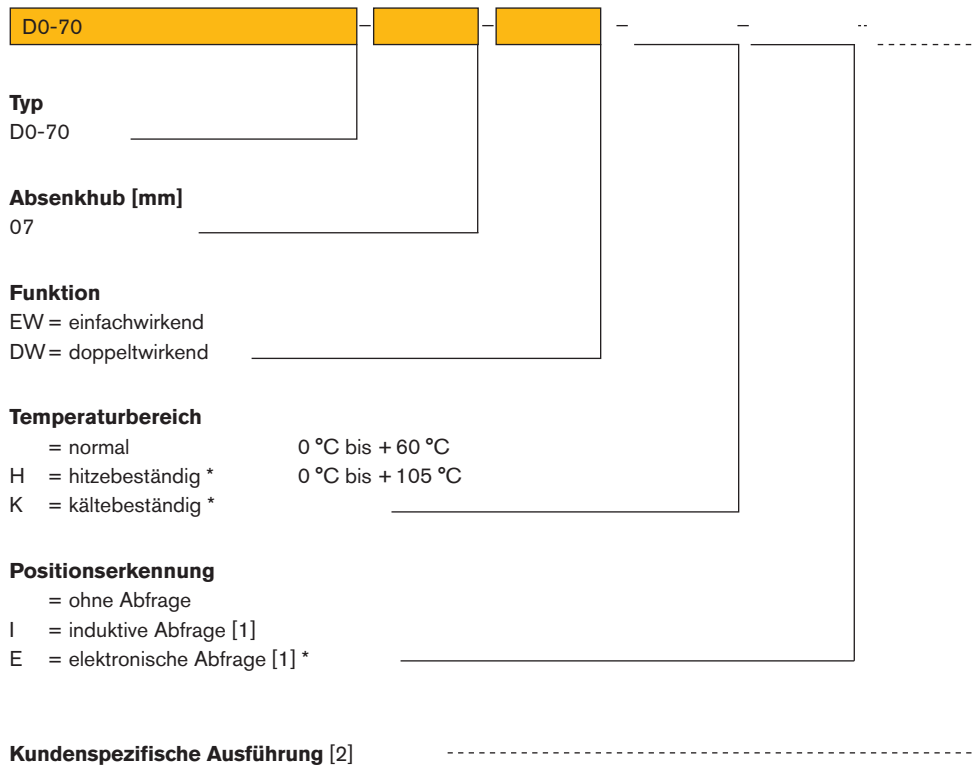 D0-70
Typ
D0-70
Absenkhub [mm]
07
Funktion
EW = einfachwirkend
DW = doppeltwirkend
Temperaturbereich
= normal 0 °C bis + 60 °C
H = hitzebeständig * 0 °C bis + 105 °C
K = kältebeständig *
Positionserkennung
= ohne Abfrage
I = induktive Abfrage [1]
E = elektronische Abfrage [1] *
Kundenspezifische Ausführung [2]